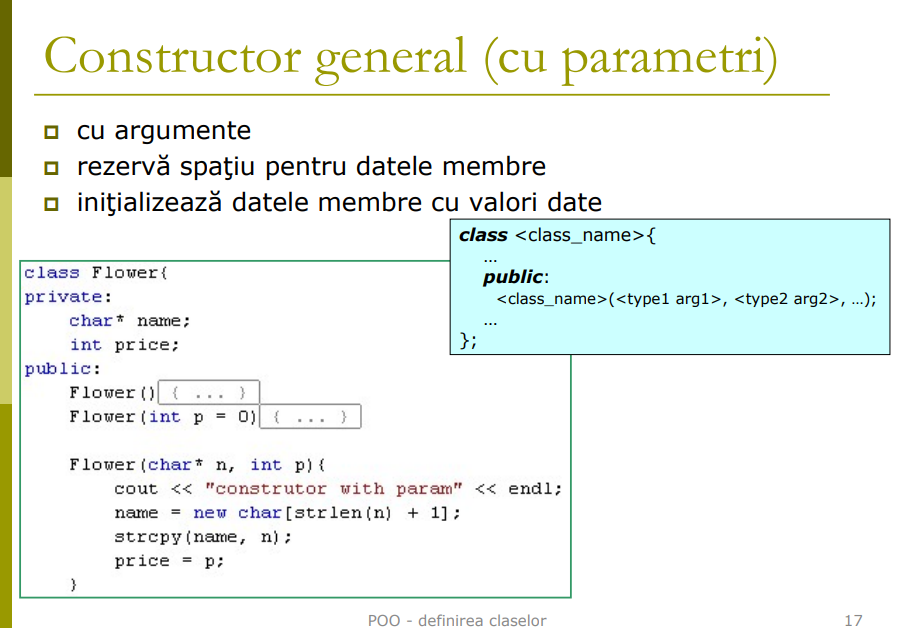 Constructor general (cu parametri)
cu argumente
rezervă spaţiu pentru datele membre
iniţializează datele membre cu valori date
class <class_name>{
...
public:
<class_name>(<type1 arg1>, <type2 arg2>, …);
...
};
class Flower{
private:
char* name;
int price;
public:
Flower(){ ... }
Flower(int p = 0){ ... }
Flower(char* n, int p){
cout << "construtor with param" << endl;
name = new char[strlen(n) + 1];
strcpy(name, n);
price = p;
}
POO - definirea claselor
17